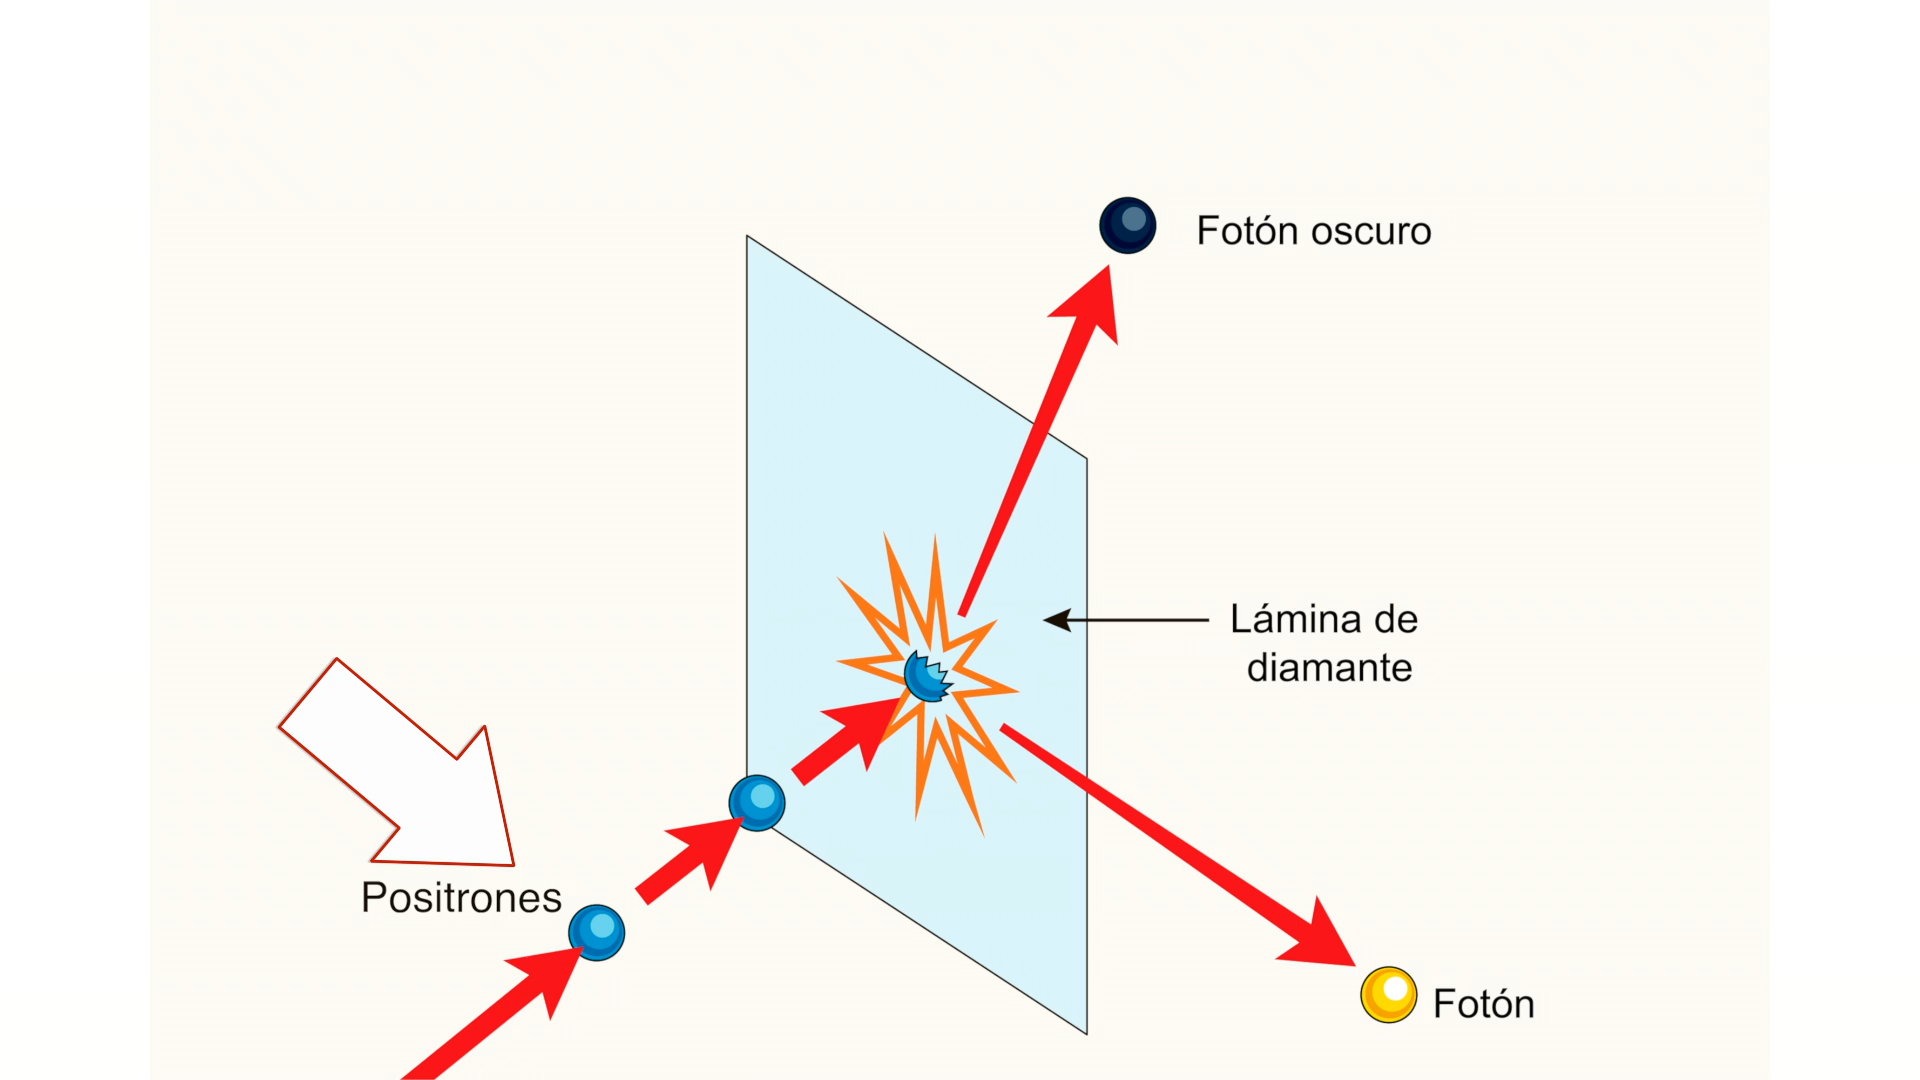 Fotón oscuro
Lámina de
diamante
Positrones
Fotón